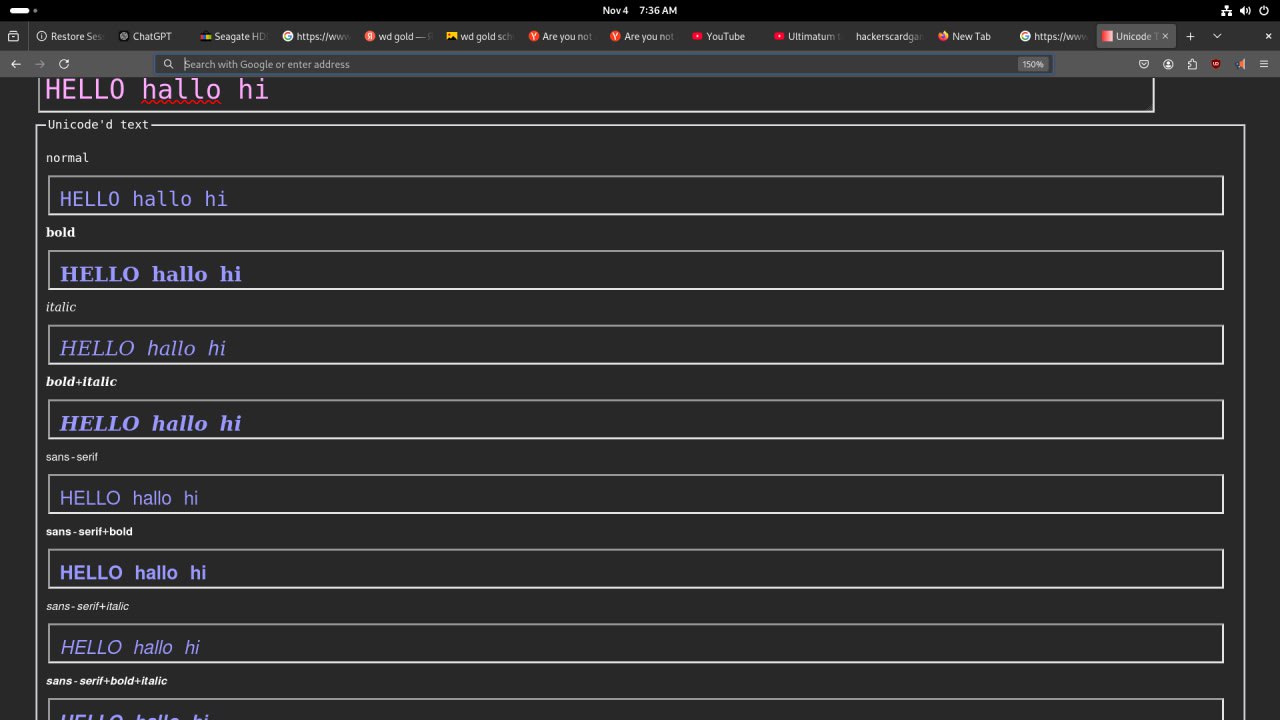 Nov 4 7:36 AM
Restore Ses
ChatGPT
Seagate HD
https://www
wd gold —
wd gold sch
Are you not
Are you not
YouTube
Ultimatum
hackerscardgam
New Tab
https://www
Unicode T
Search with Google or enter address
150%
HELLO hallo hi
Unicode'd text
normal
HELLO hallo hi
bold
HELLO hallo hi
italic
HELLO hallo hi
bold+italic
HELLO hallo hi
sans-serif
HELLO hallo hi
sans-serif+bold
HELLO hallo hi
sans-serif+italic
HELLO hallo hi
sans-serif+bold+italic
HELLO hallo hi